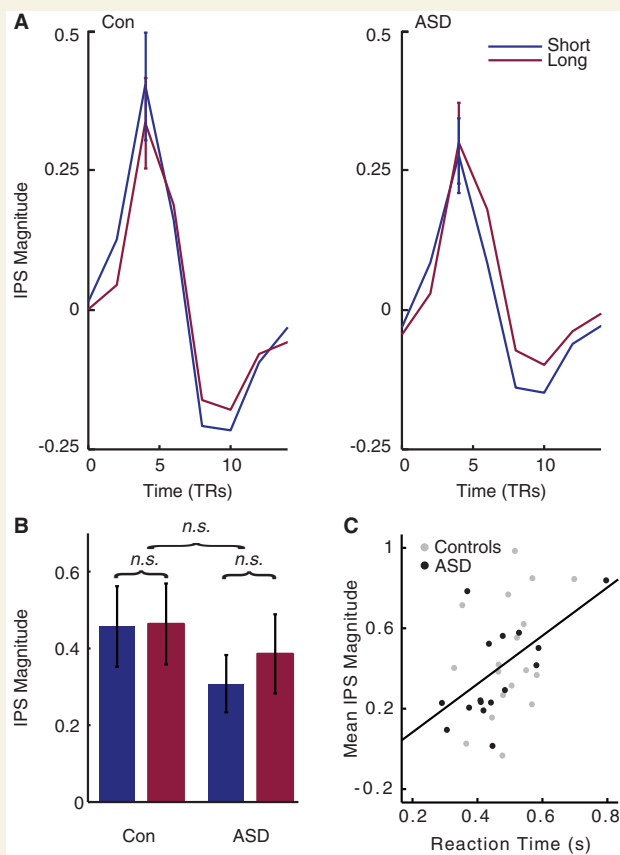 A
Con
ASD
Short
Long
0.5
0.25
0
-0.25
IPS Magnitude
0 5 10
Time (TRs)
0.5
0.25
0
-0.25
0 5 10
Time (TRs)
B
n.s.
n.s. n.s.
0.6
0.4
0.2
0
IPS Magnitude
Con ASD
C
Controls
ASD
1
0.6
0.2
-0.2
Mean IPS Magnitude
0.2 0.4 0.6 0.8
Reaction Time (s)